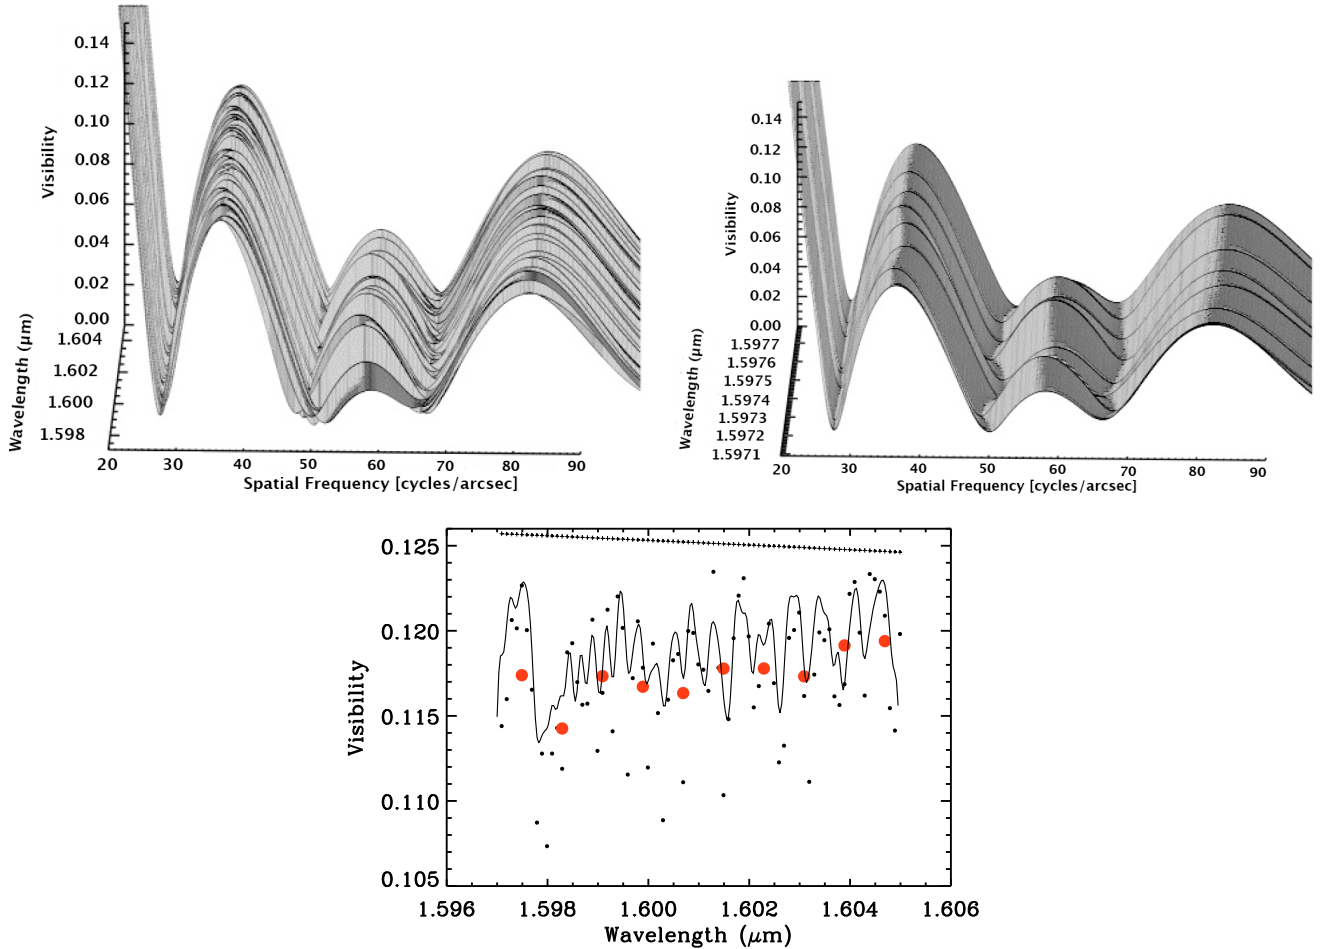 0.14
0.12
0.10
0.08
0.06
0.04
0.02
0.00
Visibility
1.604
1.602
1.600
1.598
Wavelength (μm)
20 30 40 50 60 70 80 90
Spatial Frequency [cycles/arcsec]
0.14
0.12
0.10
0.08
0.06
0.04
0.02
0.00
Visibility
1.5977
1.5976
1.5975
1.5974
1.5973
1.5972
1.5971
Wavelength (μm)
20 30 40 50 60 70 80 90
Spatial Frequency [cycles/arcsec]
0.125
0.120
0.115
0.110
0.105
Visibility
1.596 1.598 1.600 1.602 1.604 1.606
Wavelength (μm)